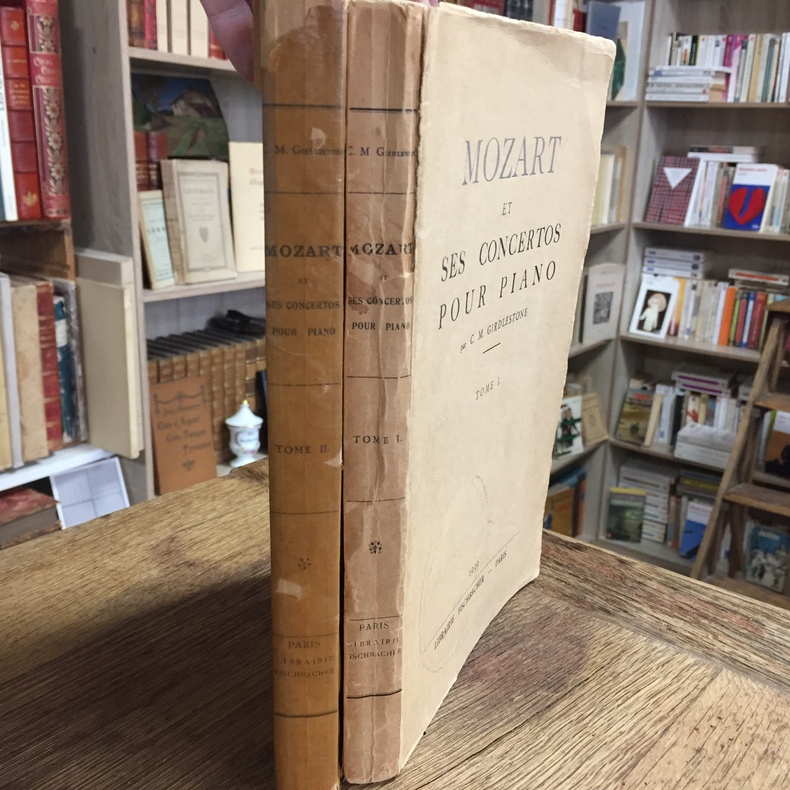 M. GIRDLESTONE
MOZART
ET
SES CONCERTOS
POUR PIANO
TOME II
PARIS
LIBRAIRIE
FISCHBACHER
C. M. GIRDLESTONE
MOZART
ET
SES CONCERTOS
POUR PIANO
TOME I.
PARIS
LIBRAIRIE
FISCHBACHER
MOZART
ET
SES CONCERTOS
POUR PIANO
par C. M. GIRDLESTONE
TOME I.
1939
LIBRAIRIE FISCHBACHER — PARIS